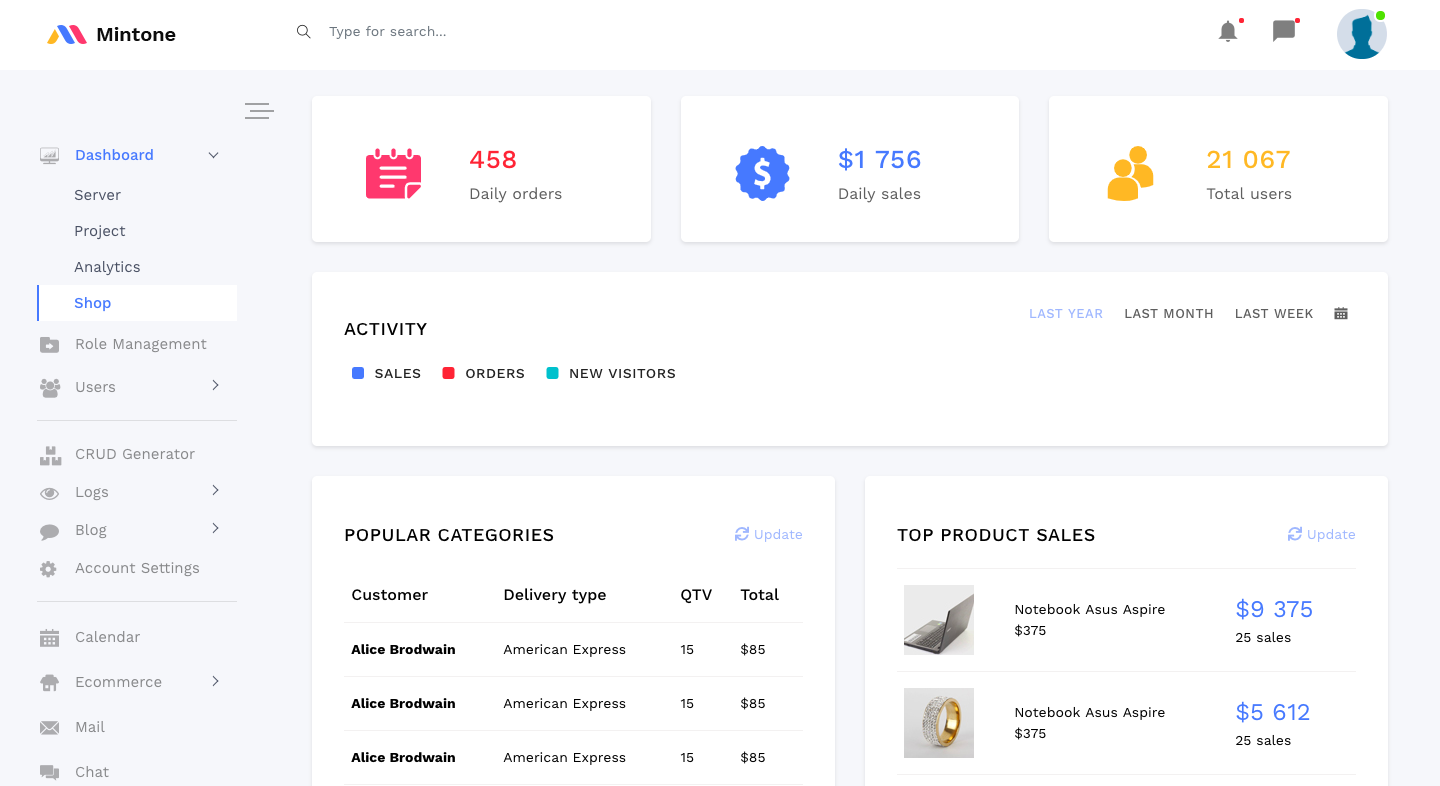 Mintone
Type for search...
Dashboard
Server
Project
Analytics
Shop
Role Management
Users
CRUD Generator
Logs
Blog
Account Settings
Calendar
Ecommerce
Mail
Chat
458
Daily orders
$1 756
Daily sales
21 067
Total users
ACTIVITY
LAST YEAR LAST MONTH LAST WEEK
SALES ORDERS NEW VISITORS
POPULAR CATEGORIES Update
Customer Delivery type QTV Total
Alice Brodwain American Express 15 $85
Alice Brodwain American Express 15 $85
Alice Brodwain American Express 15 $85
TOP PRODUCT SALES Update
Notebook Asus Aspire
$375
$9 375
25 sales
Notebook Asus Aspire
$375
$5 612
25 sales